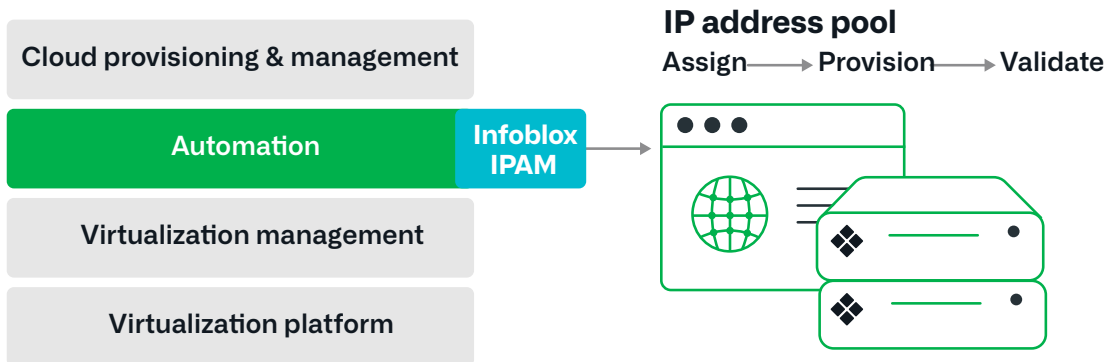 Cloud provisioning & management
Automation
Infoblox
IPAM
Virtualization management
Virtualization platform
IP address pool
Assign Provision Validate